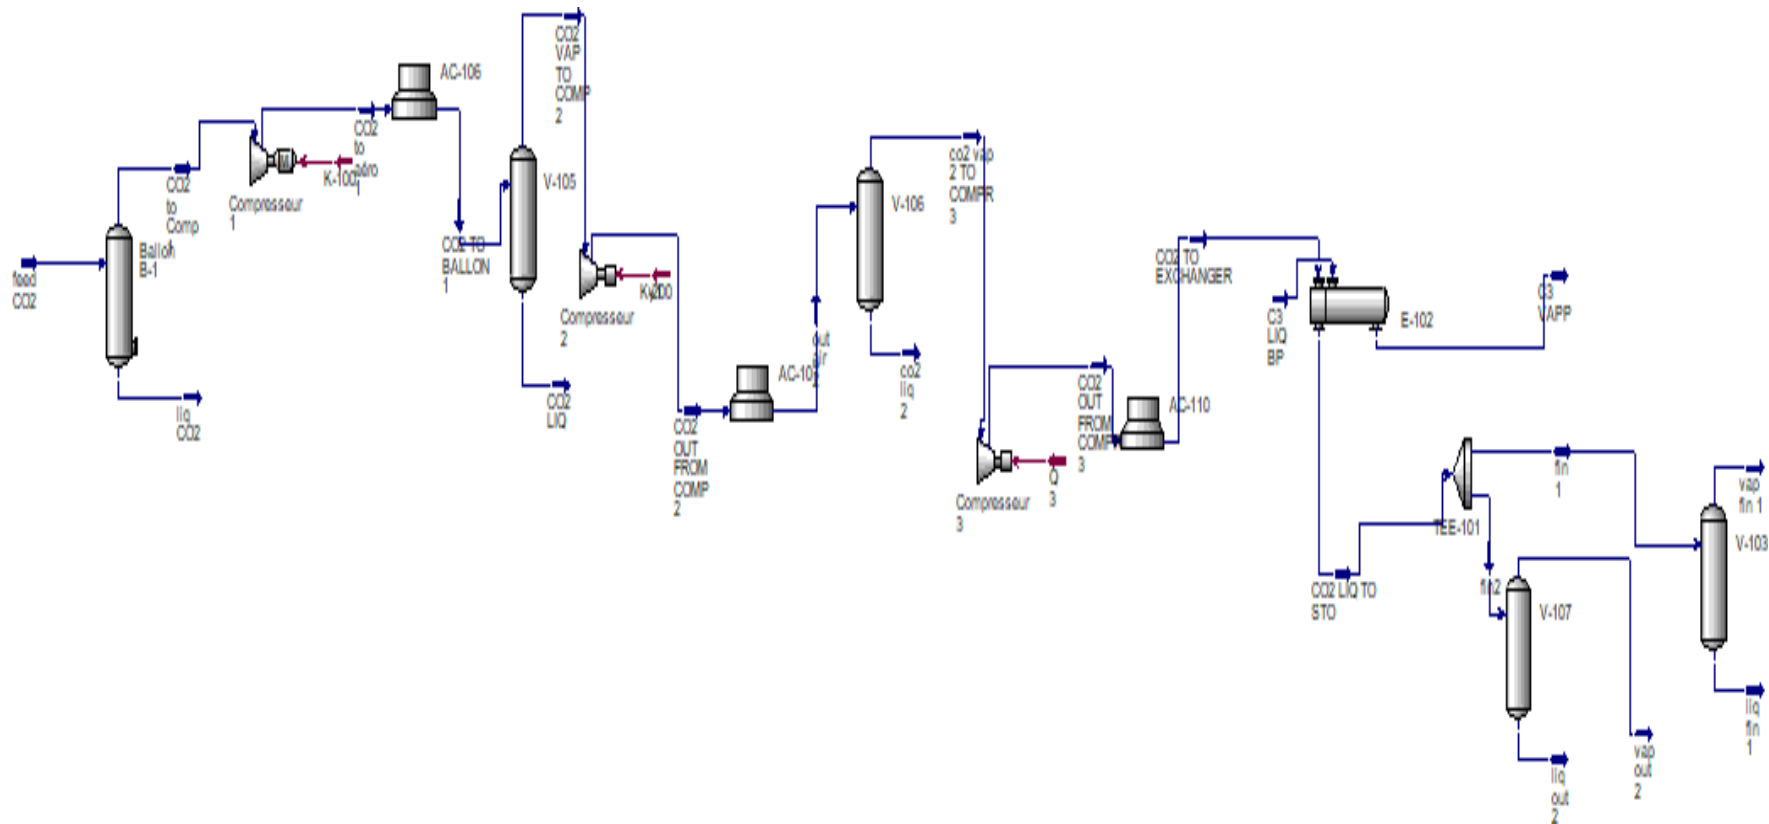 feed
CO2
Ballon
B-1
liq
CO2
CO2
to
Comp
Compresseur
1
K-100
CO2
to
aéro
1
AC-106
CO2 TO
BALLON
1
V-105
CO2
VAP
TO
COMP
2
CO2
LIQ
Compresseur
2
CO2
OUT
FROM
COMP
2
out
air
V-106
co2
liq
2
co2 vap
2 TO
COMPR
3
Compresseur
3
Q
3
CO2
OUT
FROM
COMP
3
AC-110
CO2 TO
EXCHANGER
C3
LIQ
BP
E-102
C3
VAPP
CO2 LIQ TO
STO
TEE-101
fin
1
fin2
V-107
vap
out
2
liq
out
2
vap
fin 1
V-103
liq
fin
1